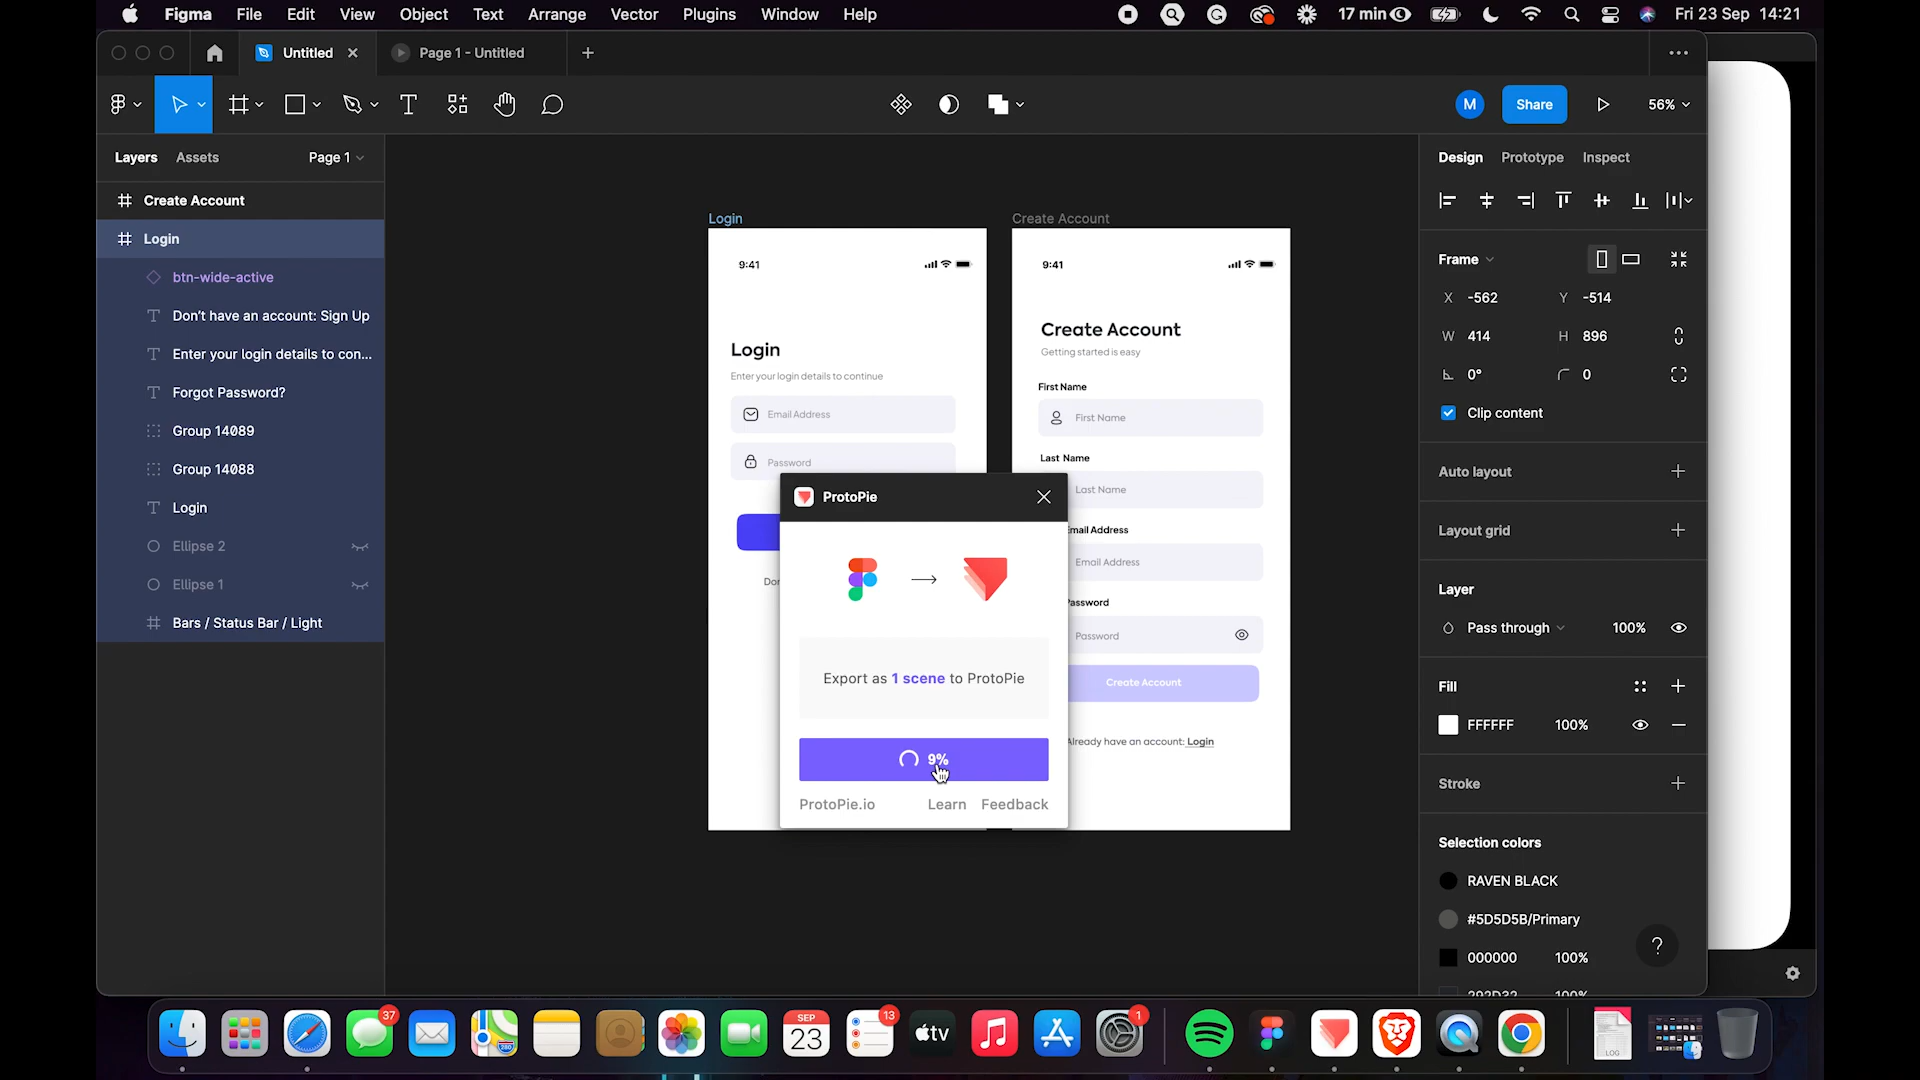 Figma File Edit View Object Text Arrange Vector Plugins Window Help 17 min Fri 23 Sep 14:21
Untitled Page 1 - Untitled
M Share 56%
Layers Assets Page 1
Create Account
Login
btn-wide-active
Don't have an account: Sign Up
Enter your login details to con...
Forgot Password?
Group 14089
Group 14088
Login
Ellipse 2
Ellipse 1
Bars / Status Bar / Light
Login
9:41
Login
Enter your login details to continue
Email Address
Password
Create Account
9:41
Create Account
Getting started is easy
First Name
First Name
Last Name
Last Name
Email Address
Password
Password
Create Account
Already have an account: Login
ProtoPie
Export as 1 scene to ProtoPie
9%
ProtoPie.io Learn Feedback
Design Prototype Inspect
Frame
X -562 Y -514
W 414 H 896
0° 0
Clip content
Auto layout
Layout grid
Layer
Pass through 100%
Fill
FFFFFF 100%
Stroke
Selection colors
RAVEN BLACK
#5D5D5B/Primary
000000 100%
?
37
SEP
23
13
tv
1
280
LOG